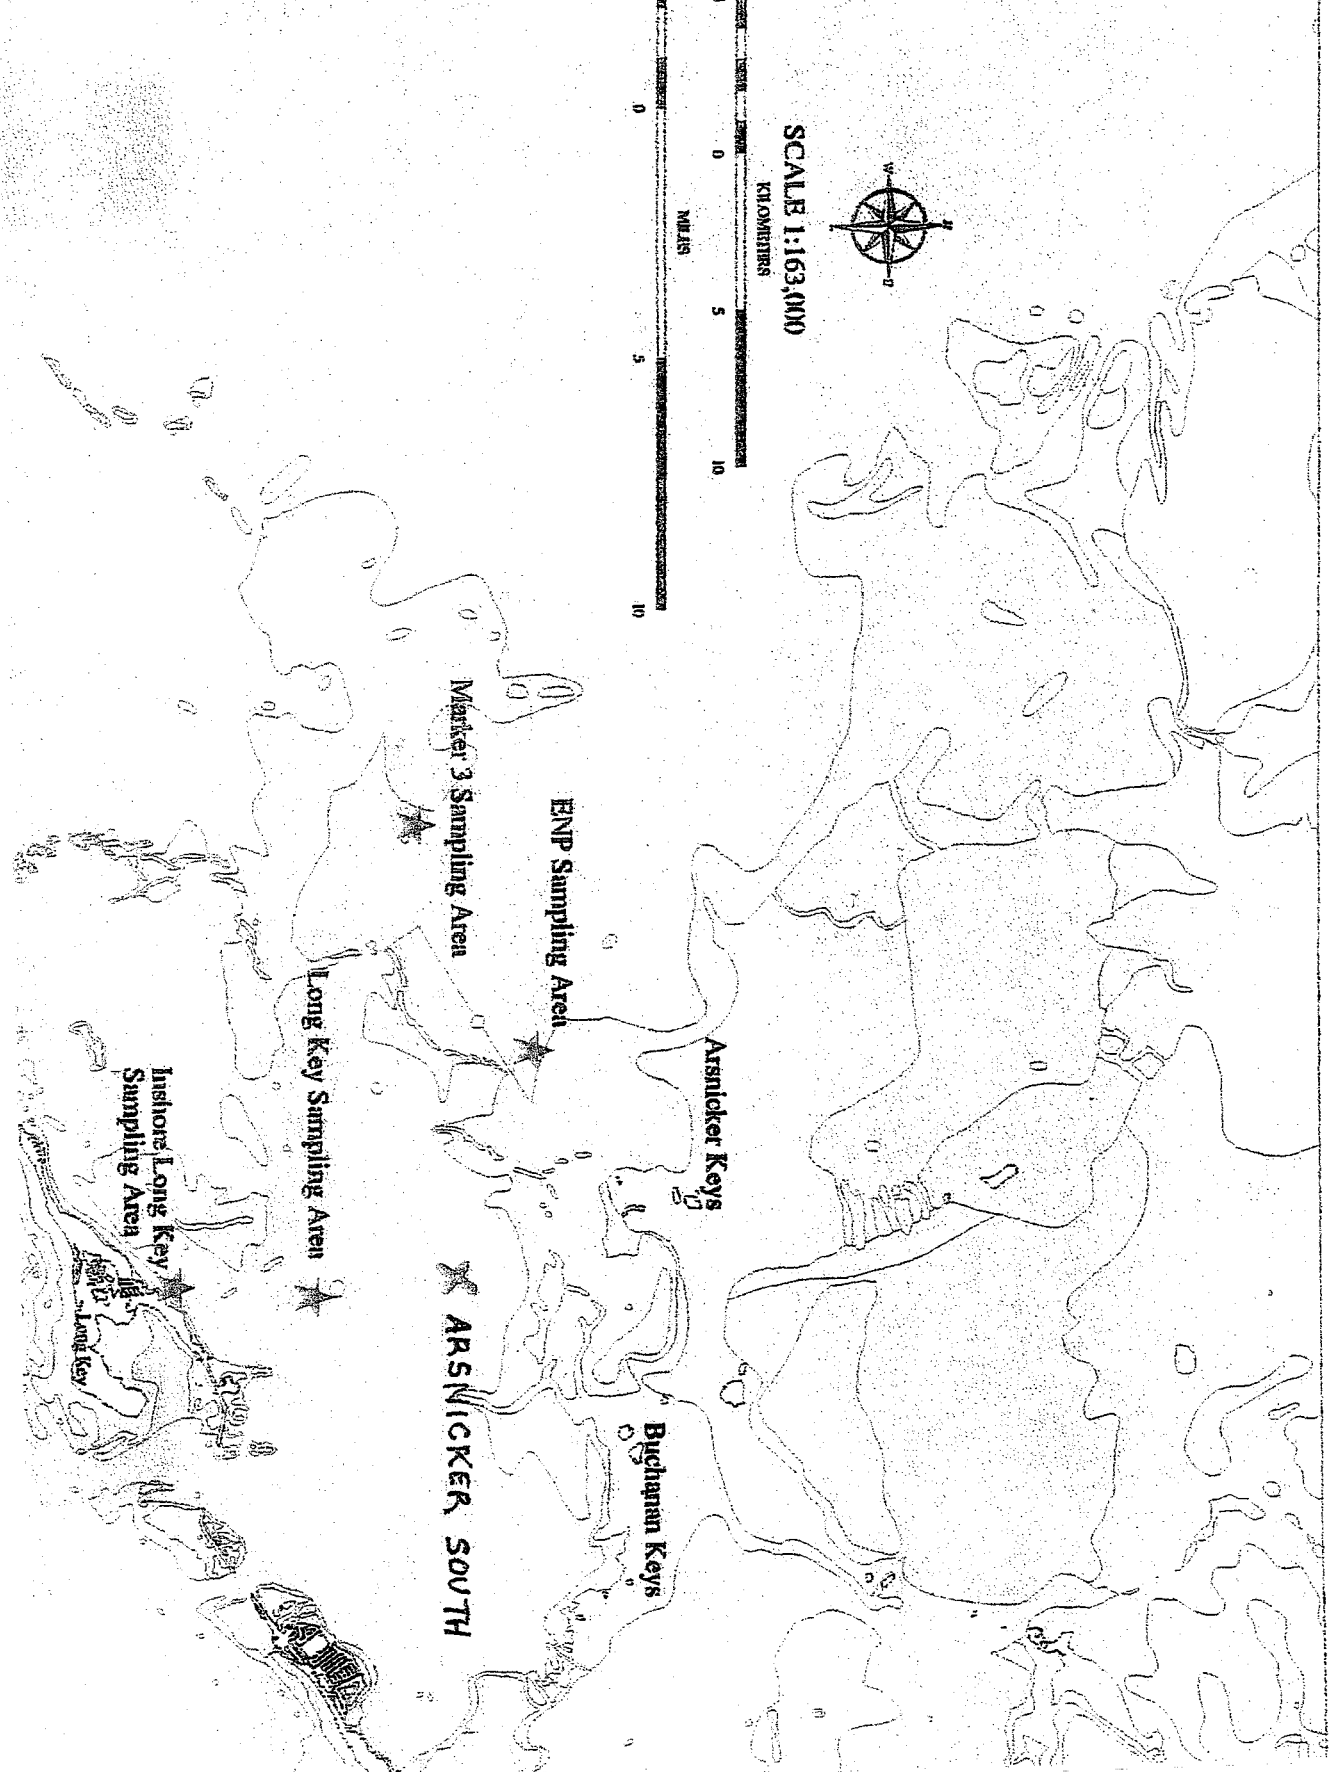 SCALE 1:163,000
KILOMETERS
0 5 10
MILES
0 5 10
Arsnicker Keys
Buchanan Keys
ENP Sampling Area
Marker 3 Sampling Area
X ARSNICKER SOUTH
Long Key Sampling Area
Inshore Long Key
Sampling Area
Long Key